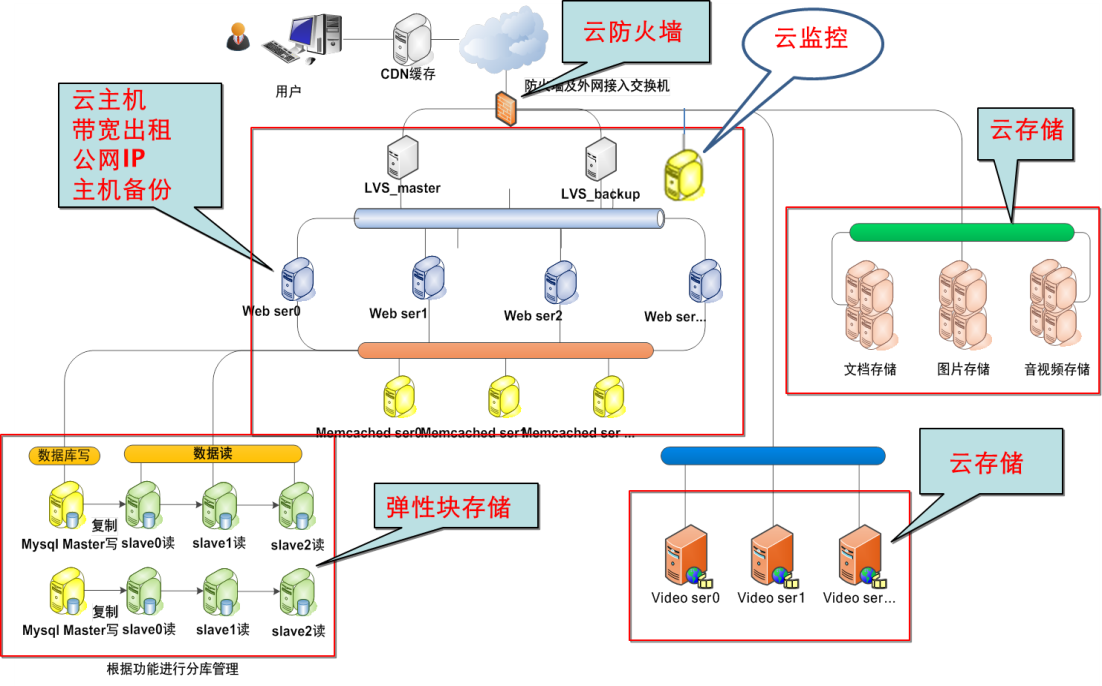 云防火墙
云监控
CDN缓存
用户
防火墙及外网接入交换机
云主机
带宽出租
公网IP
主机备份
云存储
LVS_master
LVS_backup
Web ser0
Web ser1
Web ser2
Web ser...
文档存储
图片存储
音视频存储
Memcached ser0
Memcached ser1
Memcached ser ...
数据库写
数据读
云存储
弹性块存储
复制
Mysql Master写
slave0读
slave1读
slave2读
复制
Mysql Master写
slave0读
slave1读
slave2读
Video ser0
Video ser1
Video ser...
根据功能进行分库管理